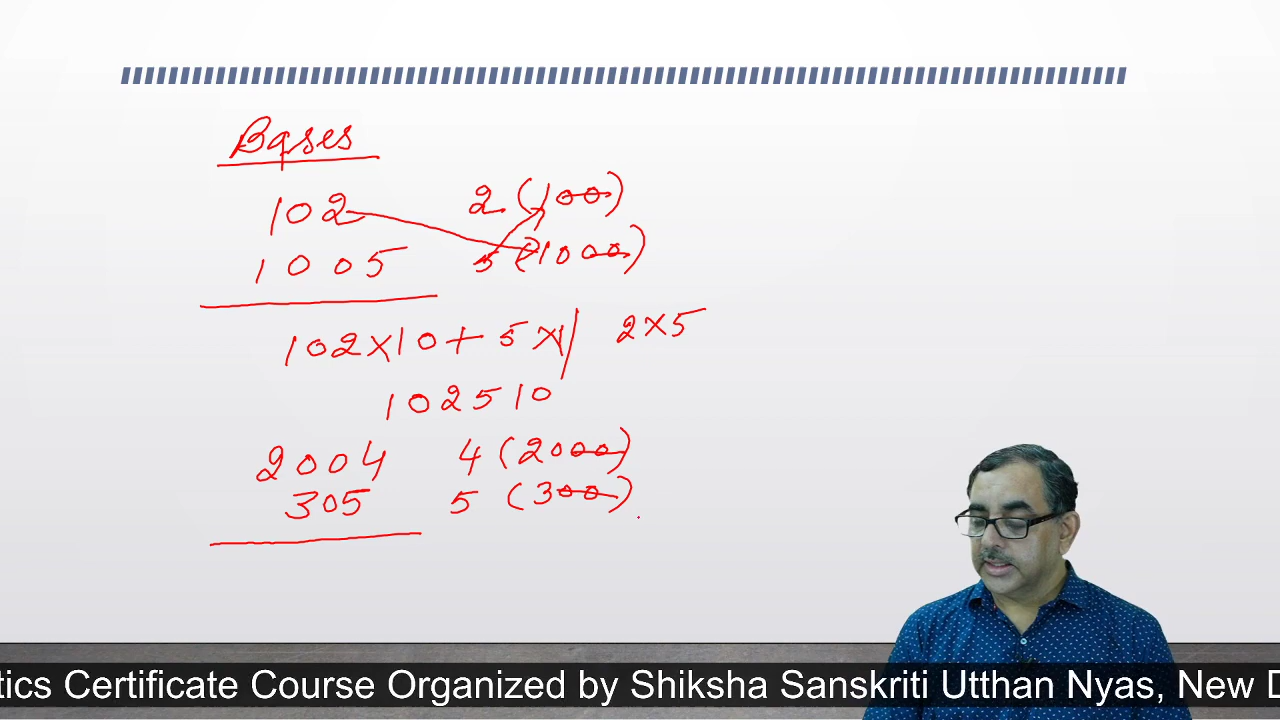 Bases
102 2 (100)
1005 5 (1000)
102×10+5×1/ 2×5
102510
2004 4 (2000)
305 5 (300)
tics Certificate Course Organized by Shiksha Sanskriti Utthan Nyas, New D